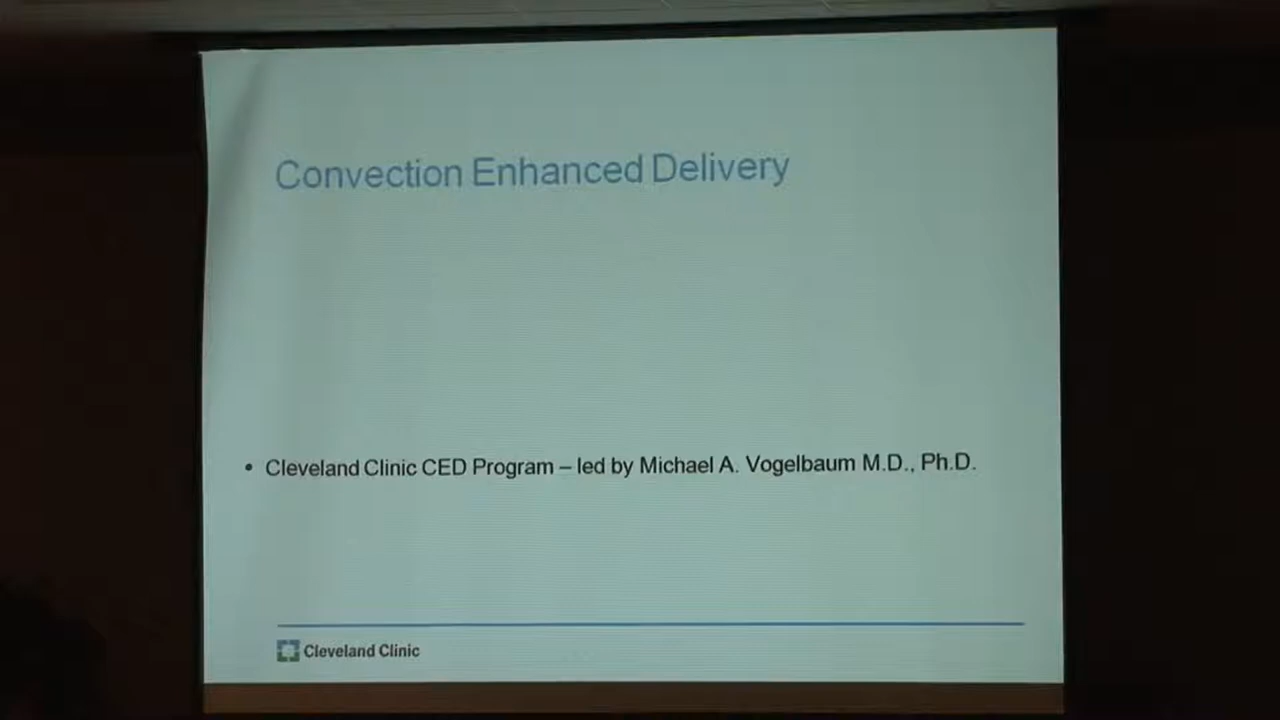 Convection Enhanced Delivery
• Cleveland Clinic CED Program – led by Michael A. Vogelbaum M.D., Ph.D.
Cleveland Clinic